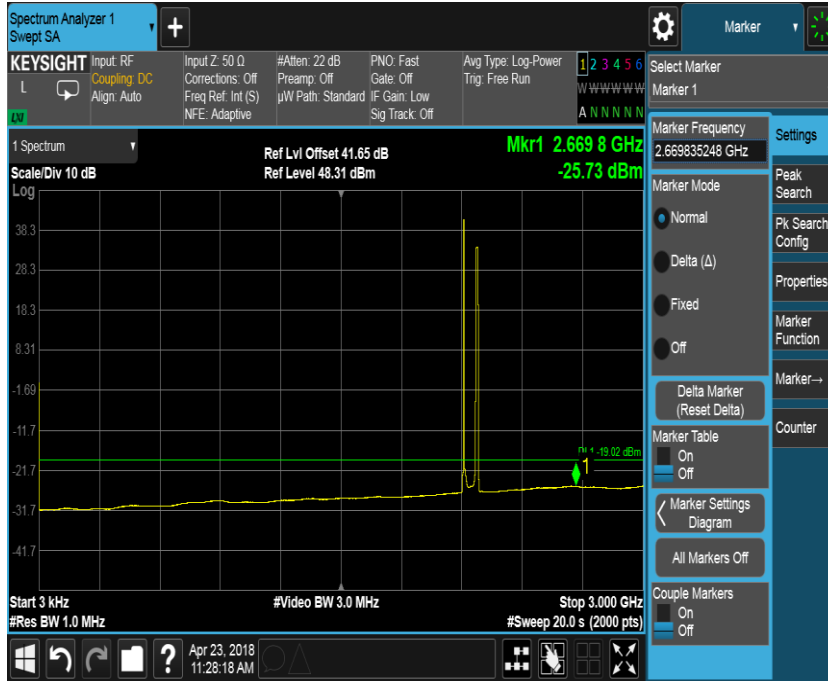 Spectrum Analyzer 1
Swept SA
+
Marker
KEYSIGHT
L
LXI
Input: RF
Coupling: DC
Align: Auto
Input Z: 50 Ω
Corrections: Off
Freq Ref: Int (S)
NFE: Adaptive
#Atten: 22 dB
Preamp: Off
µW Path: Standard
PNO: Fast
Gate: Off
IF Gain: Low
Sig Track: Off
Avg Type: Log-Power
Trig: Free Run
1 2 3 4 5 6
W W W W W W
A N N N N N
Select Marker
Marker 1
1 Spectrum
Scale/Div 10 dB
Log
Ref Lvl Offset 41.65 dB
Ref Level 48.31 dBm
Mkr1 2.669 8 GHz
-25.73 dBm
38.3
28.3
18.3
8.31
-1.69
-11.7
-21.7
-31.7
-41.7
DL1 -19.02 dBm
1
Start 3 kHz
#Res BW 1.0 MHz
#Video BW 3.0 MHz
Stop 3.000 GHz
#Sweep 20.0 s (2000 pts)
Marker Frequency
2.669835248 GHz
Marker Mode
Normal
Delta (Δ)
Fixed
Off
Delta Marker
(Reset Delta)
Marker Table
On
Off
Marker Settings
Diagram
All Markers Off
Couple Markers
On
Off
Settings
Peak
Search
Pk Search
Config
Properties
Marker
Function
Marker→
Counter
?
Apr 23, 2018
11:28:18 AM